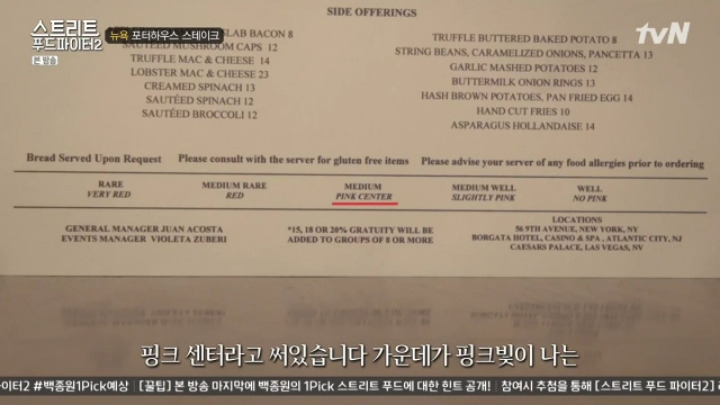 스트리트
푸드파이터2
본 방송
뉴욕 포터하우스 스테이크
tvN
SIDE OFFERINGS
SLAB BACON 8
SAUTÉED MUSHROOM CAPS 12
TRUFFLE MAC & CHEESE 14
LOBSTER MAC & CHEESE 23
CREAMED SPINACH 13
SAUTÉED SPINACH 12
SAUTÉED BROCCOLI 12
TRUFFLE BUTTERED BAKED POTATO 8
STRING BEANS, CARAMELIZED ONIONS, PANCETTA 13
GARLIC MASHED POTATOES 12
BUTTERMILK ONION RINGS 13
HASH BROWN POTATOES, PAN FRIED EGG 14
HAND CUT FRIES 10
ASPARAGUS HOLLANDAISE 14
Bread Served Upon Request Please consult with the server for gluten free items Please advise your server of any food allergies prior to ordering
RARE
VERY RED
MEDIUM RARE
RED
MEDIUM
PINK CENTER
MEDIUM WELL
SLIGHTLY PINK
WELL
NO PINK
GENERAL MANAGER JUAN ACOSTA
EVENTS MANAGER VIOLETA ZUBERI
*15, 18 OR 20% GRATUITY WILL BE
ADDED TO GROUPS OF 8 OR MORE
LOCATIONS
56 9TH AVENUE, NEW YORK, NY
BORGATA HOTEL, CASINO & SPA, ATLANTIC CITY, NJ
CAESARS PALACE, LAS VEGAS, NV
핑크 센터라고 써있습니다 가운데가 핑크빛이 나는
파이터2 #백종원1Pick예상 | [꿀팁] 본 방송 마지막에 백종원의 1Pick 스트리트 푸드에 대한 힌트 공개! | 참여시 추첨을 통해 [스트리트 푸드 파이터2]